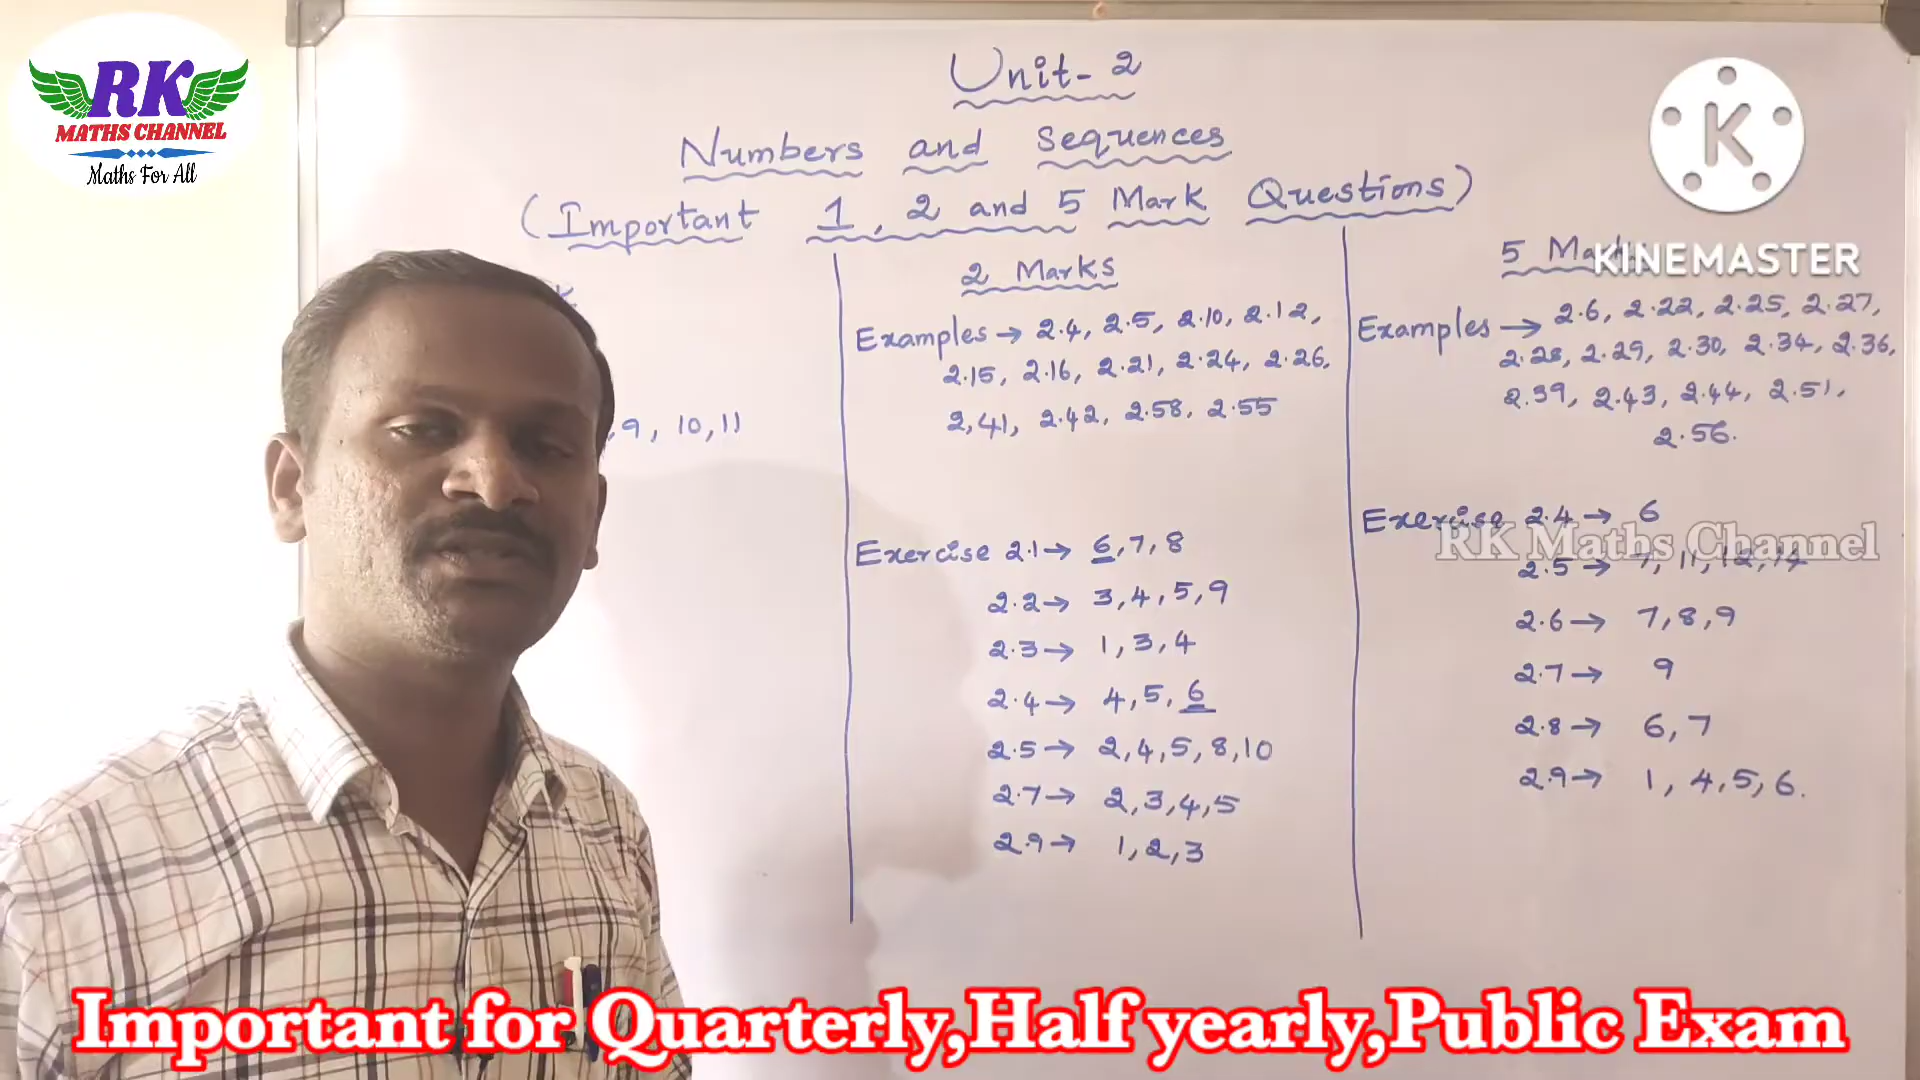 RK
MATHS CHANNEL
Maths For All
Unit-2
Numbers and Sequences
(Important 1, 2 and 5 Mark Questions)
, 9, 10, 11
2 Marks
Examples → 2.4, 2.5, 2.10, 2.12,
2.15, 2.16, 2.21, 2.24, 2.26,
2,41, 2.42, 2.58, 2.55
Exercise 2.1 → 6, 7, 8
2.2 → 3, 4, 5, 9
2.3 → 1, 3, 4
2.4 → 4, 5, 6
2.5 → 2, 4, 5, 8, 10
2.7 → 2, 3, 4, 5
2.9 → 1, 2, 3
K
KINEMASTER
5
Examples → 2.6, 2.22, 2.25, 2.27,
2.28, 2.29, 2.30, 2.34, 2.36,
2.39, 2.43, 2.44, 2.51,
2.56.
Exercise 2.4 → 6
RK Maths Channel
2.5 → 7, 11, 12, 14
2.6 → 7, 8, 9
2.7 → 9
2.8 → 6, 7
2.9 → 1, 4, 5, 6.
Important for Quarterly,Half yearly,Public Exam